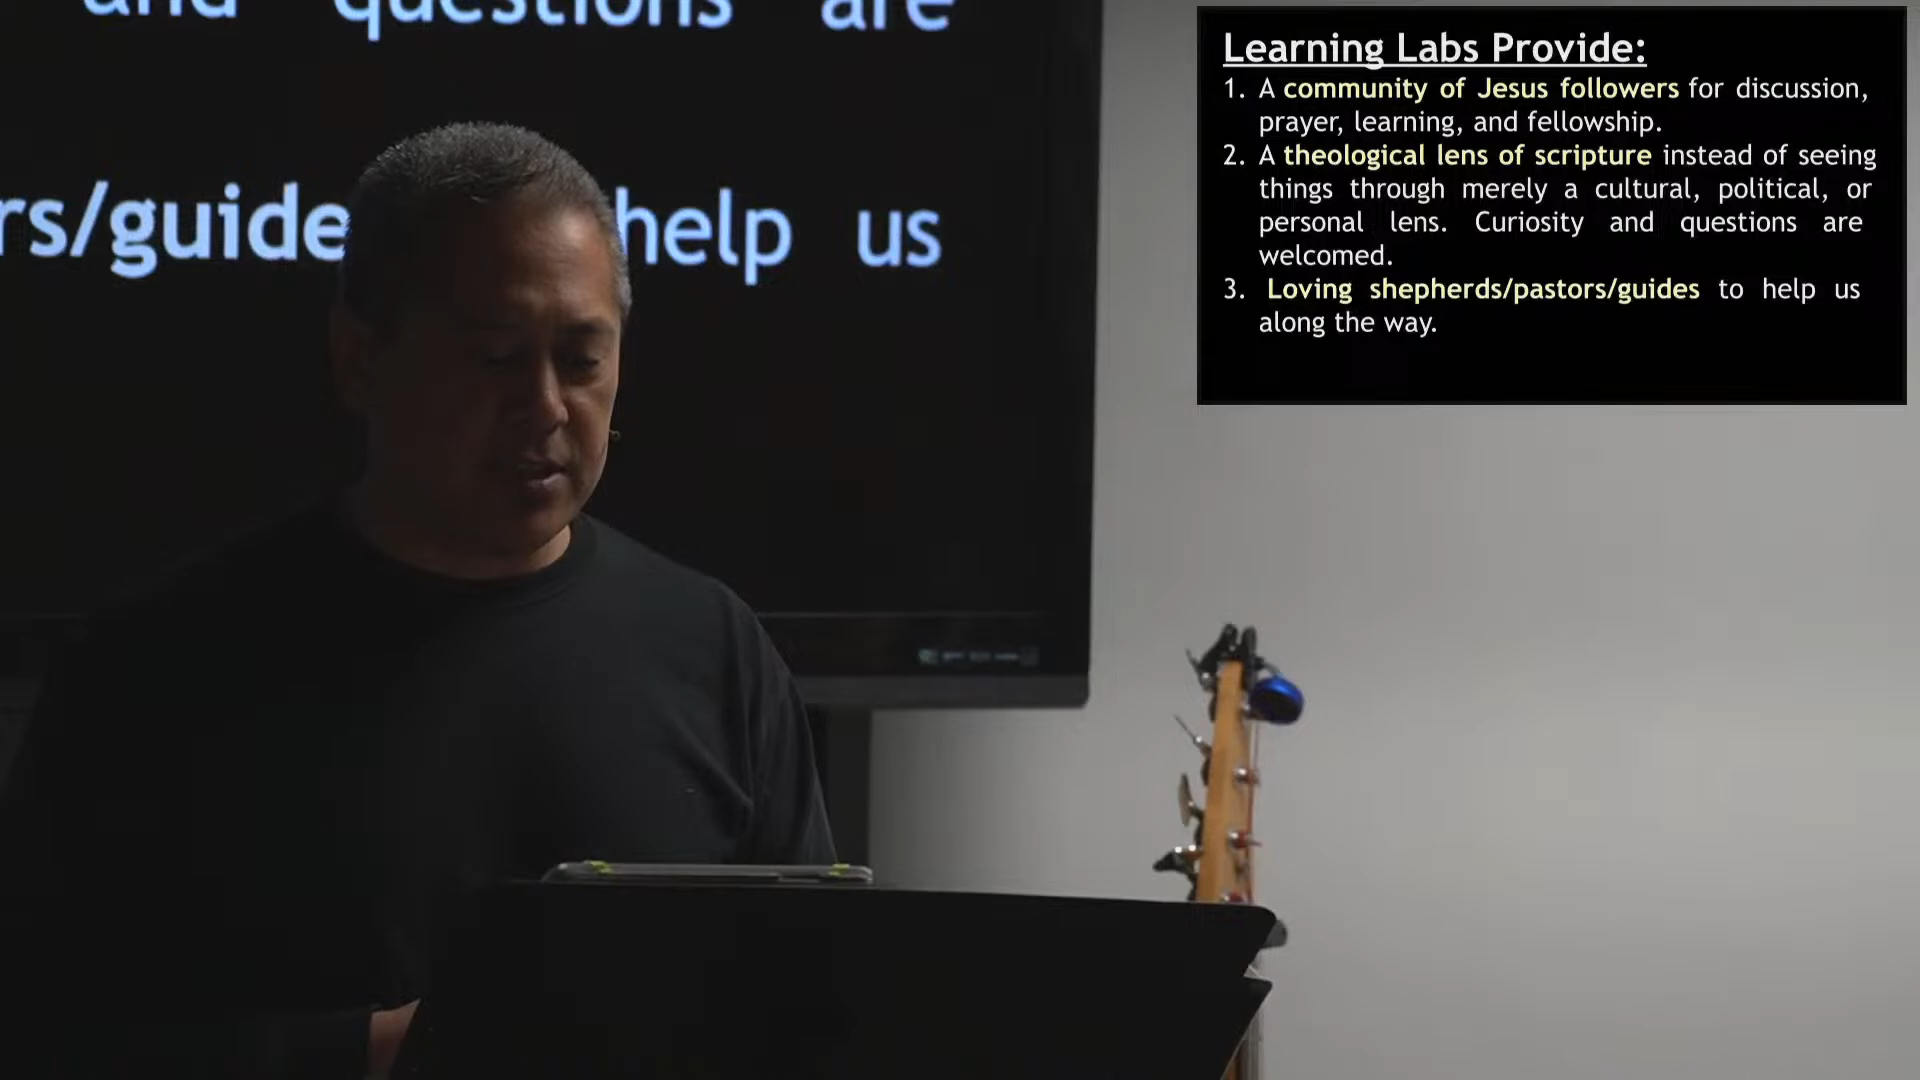 and questions are
rs/guide help us
Learning Labs Provide:
1. A community of Jesus followers for discussion,
prayer, learning, and fellowship.
2. A theological lens of scripture instead of seeing
things through merely a cultural, political, or
personal lens. Curiosity and questions are
welcomed.
3. Loving shepherds/pastors/guides to help us
along the way.